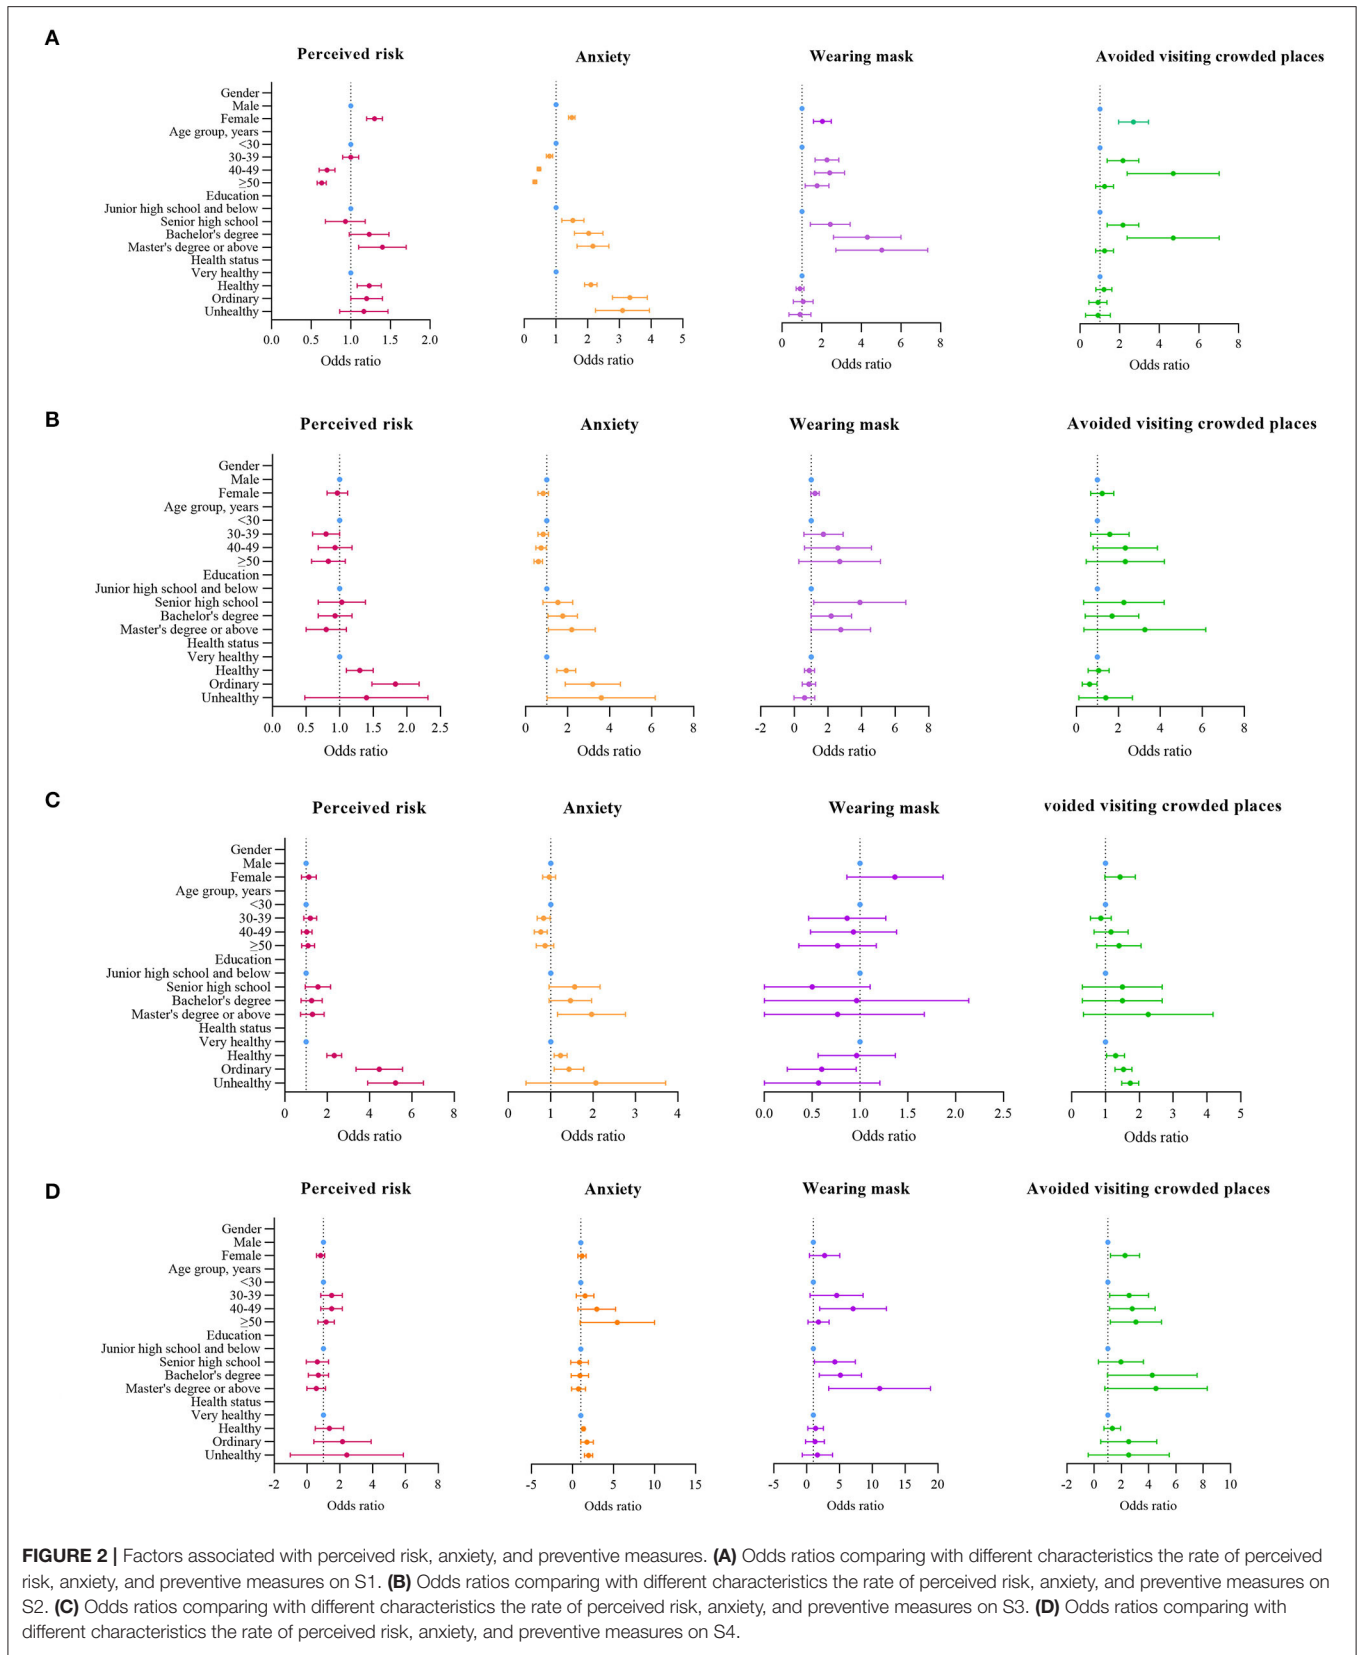 A
Perceived risk
Anxiety
Wearing mask
Avoided visiting crowded places
Gender
Male
Female
Age group, years
<30
30-39
40-49
≥50
Education
Junior high school and below
Senior high school
Bachelor's degree
Master's degree or above
Health status
Very healthy
Healthy
Ordinary
Unhealthy
0.0 0.5 1.0 1.5 2.0
0 1 2 3 4 5
0 2 4 6 8
0 2 4 6 8
Odds ratio
Odds ratio
Odds ratio
Odds ratio
B
Perceived risk
Anxiety
Wearing mask
Avoided visiting crowded places
Gender
Male
Female
Age group, years
<30
30-39
40-49
≥50
Education
Junior high school and below
Senior high school
Bachelor's degree
Master's degree or above
Health status
Very healthy
Healthy
Ordinary
Unhealthy
0.0 0.5 1.0 1.5 2.0 2.5
0 2 4 6 8
-2 0 2 4 6 8
0 2 4 6 8
Odds ratio
Odds ratio
Odds ratio
Odds ratio
C
Perceived risk
Anxiety
Wearing mask
voided visiting crowded places
Gender
Male
Female
Age group, years
<30
30-39
40-49
≥50
Education
Junior high school and below
Senior high school
Bachelor's degree
Master's degree or above
Health status
Very healthy
Healthy
Ordinary
Unhealthy
0 2 4 6 8
0 1 2 3 4
0.0 0.5 1.0 1.5 2.0 2.5
0 1 2 3 4 5
Odds ratio
Odds ratio
Odds ratio
Odds ratio
D
Perceived risk
Anxiety
Wearing mask
Avoided visiting crowded places
Gender
Male
Female
Age group, years
<30
30-39
40-49
≥50
Education
Junior high school and below
Senior high school
Bachelor's degree
Master's degree or above
Health status
Very healthy
Healthy
Ordinary
Unhealthy
-2 0 2 4 6 8
-5 0 5 10 15
-5 0 5 10 15 20
-2 0 2 4 6 8 10
Odds ratio
Odds ratio
Odds ratio
Odds ratio
FIGURE 2 | Factors associated with perceived risk, anxiety, and preventive measures. (A) Odds ratios comparing with different characteristics the rate of perceived
risk, anxiety, and preventive measures on S1. (B) Odds ratios comparing with different characteristics the rate of perceived risk, anxiety, and preventive measures on
S2. (C) Odds ratios comparing with different characteristics the rate of perceived risk, anxiety, and preventive measures on S3. (D) Odds ratios comparing with
different characteristics the rate of perceived risk, anxiety, and preventive measures on S4.